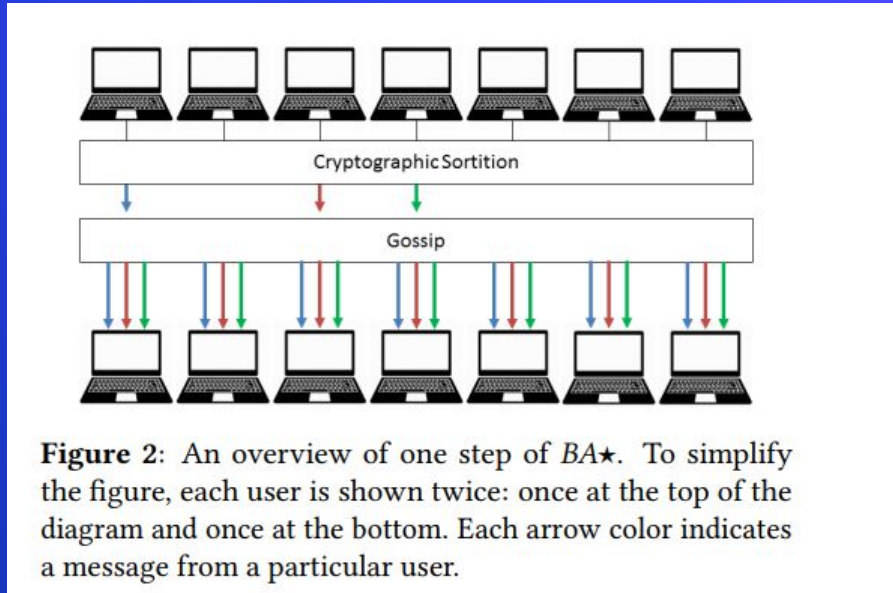 Cryptographic Sortition
Gossip
Figure 2: An overview of one step of BA★. To simplify
the figure, each user is shown twice: once at the top of the
diagram and once at the bottom. Each arrow color indicates
a message from a particular user.